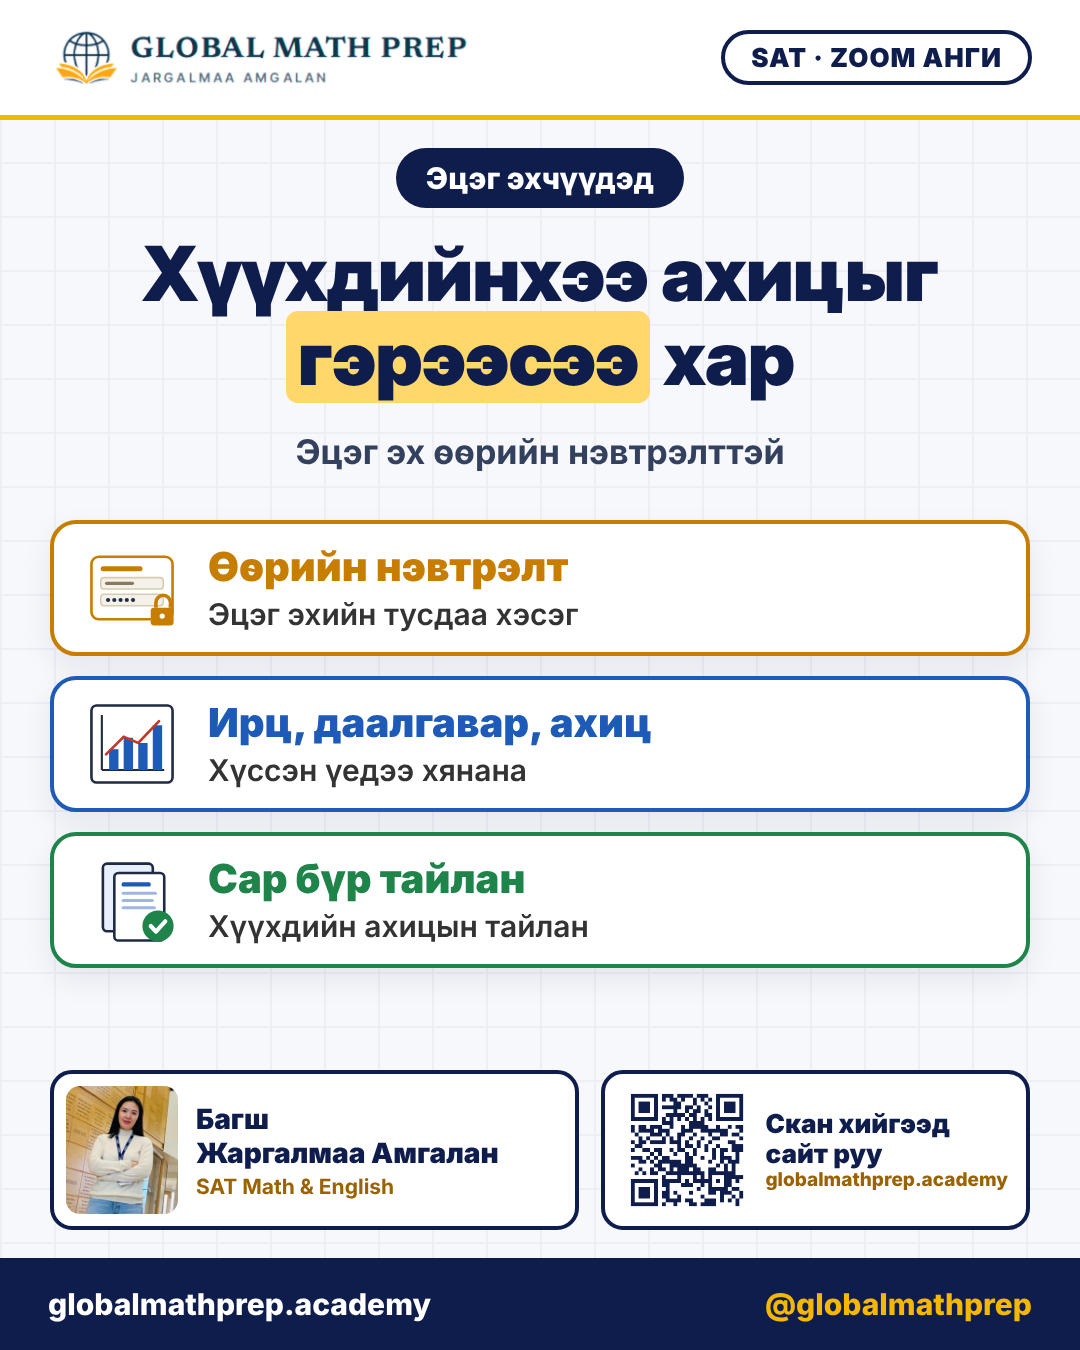 GLOBAL MATH PREP
JARGALMAA AMGALAN
SAT · ZOOM АНГИ
Эцэг эхчүүдэд
Хүүхдийнхээ ахицыг
гэрээсээ хар
Эцэг эх өөрийн нэвтрэлттэй
Өөрийн нэвтрэлт
Эцэг эхийн тусдаа хэсэг
Ирц, даалгавар, ахиц
Хүссэн үедээ хянана
Сар бүр тайлан
Хүүхдийн ахицын тайлан
Багш
Жаргалмаа Амгалан
SAT Math & English
Скан хийгээд
сайт руу
globalmathprep.academy
globalmathprep.academy
@globalmathprep